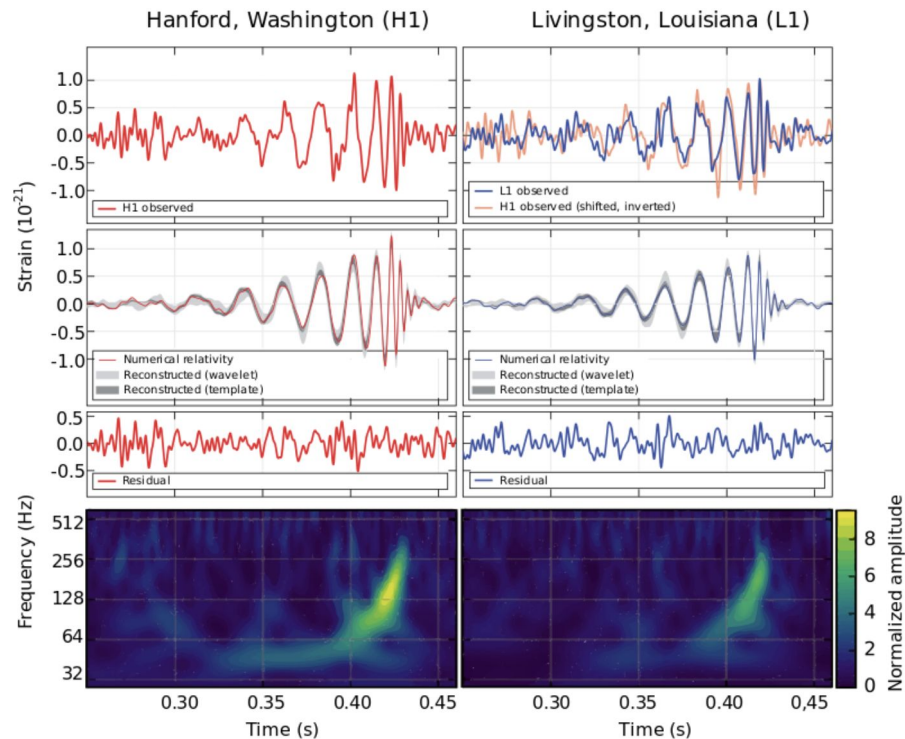 Hanford, Washington (H1)
Livingston, Louisiana (L1)
Strain (10⁻²¹)
1.0
0.5
0.0
-0.5
-1.0
H1 observed
L1 observed
H1 observed (shifted, inverted)
1.0
0.5
0.0
-0.5
-1.0
Numerical relativity
Reconstructed (wavelet)
Reconstructed (template)
Numerical relativity
Reconstructed (wavelet)
Reconstructed (template)
0.5
0.0
-0.5
Residual
Residual
Frequency (Hz)
512
256
128
64
32
Normalized amplitude
8
6
4
2
0
0.30 0.35 0.40 0.45
0.30 0.35 0.40 0,45
Time (s)
Time (s)